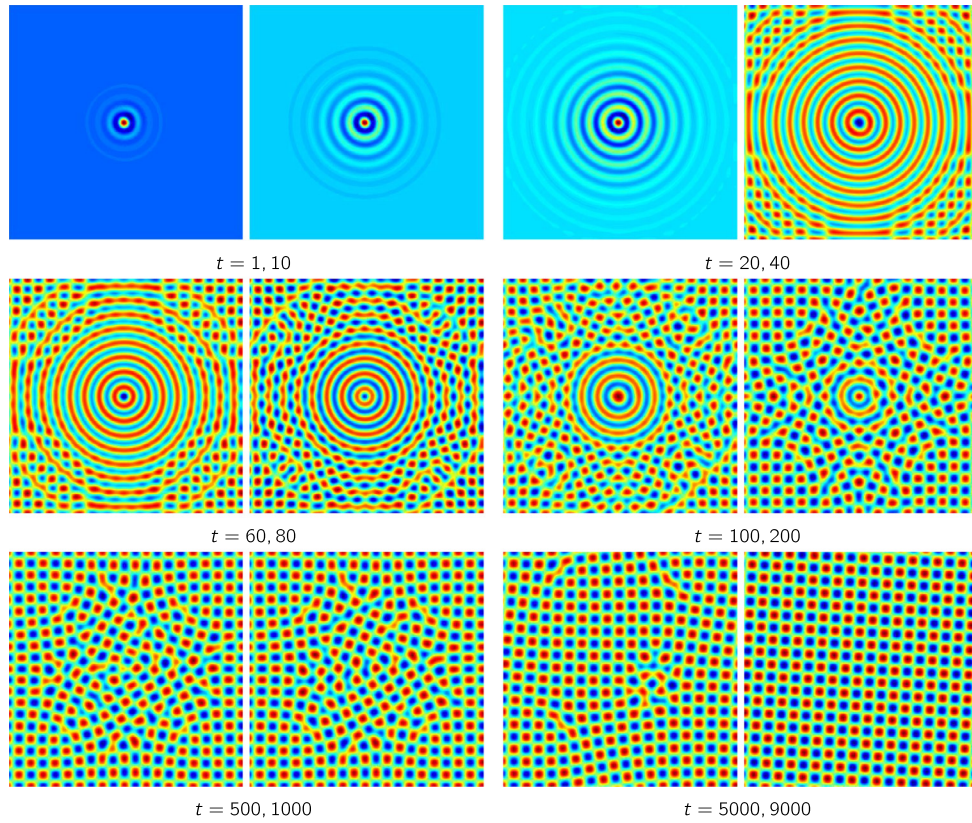 t = 1, 10
t = 20, 40
t = 60, 80
t = 100, 200
t = 500, 1000
t = 5000, 9000